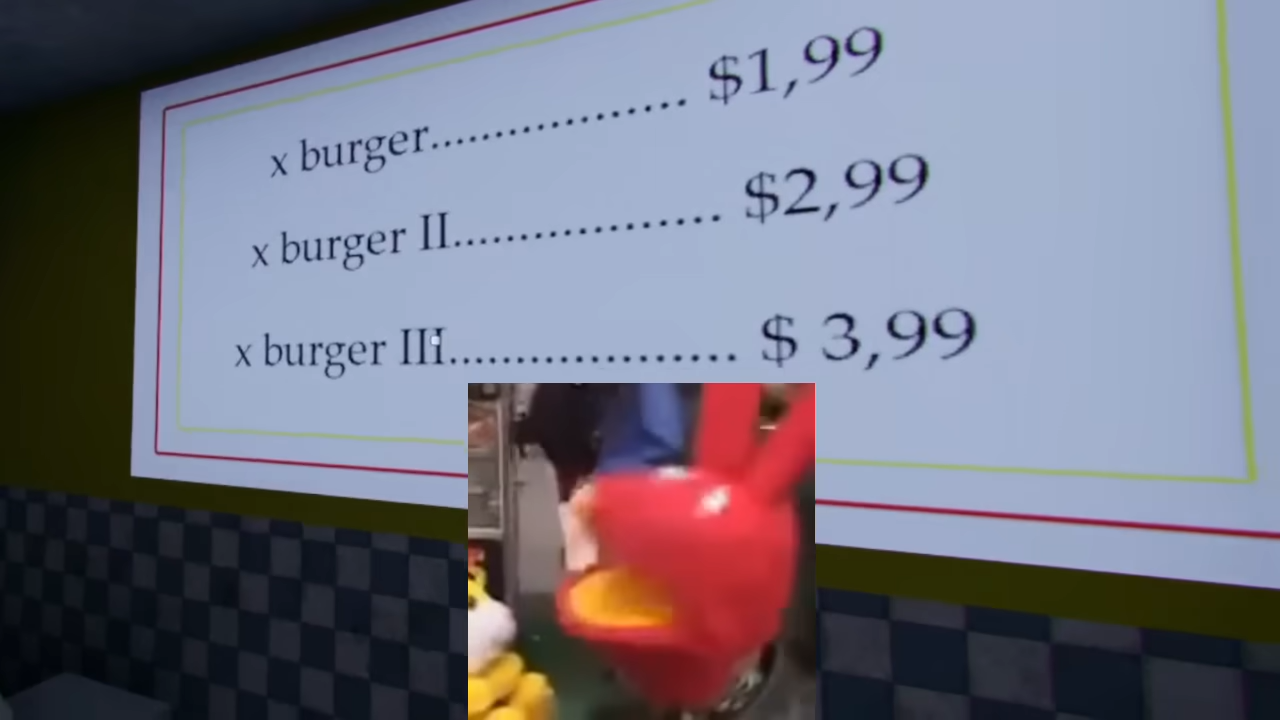 x burger................. $1,99
x burger II................. $2,99
x burger III................... $ 3,99